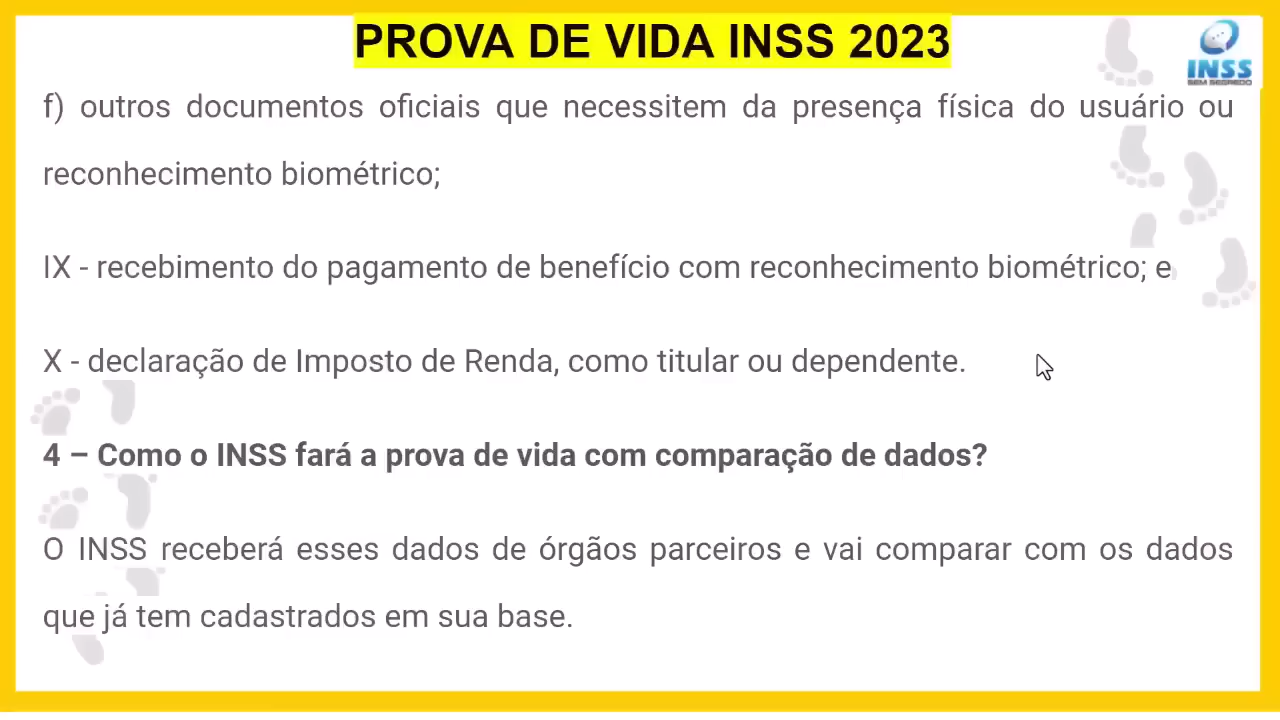 PROVA DE VIDA INSS 2023
INSS
SEM SEGREDO
f) outros documentos oficiais que necessitem da presença física do usuário ou
reconhecimento biométrico;
IX - recebimento do pagamento de benefício com reconhecimento biométrico; e
X - declaração de Imposto de Renda, como titular ou dependente.
4 – Como o INSS fará a prova de vida com comparação de dados?
O INSS receberá esses dados de órgãos parceiros e vai comparar com os dados
que já tem cadastrados em sua base.